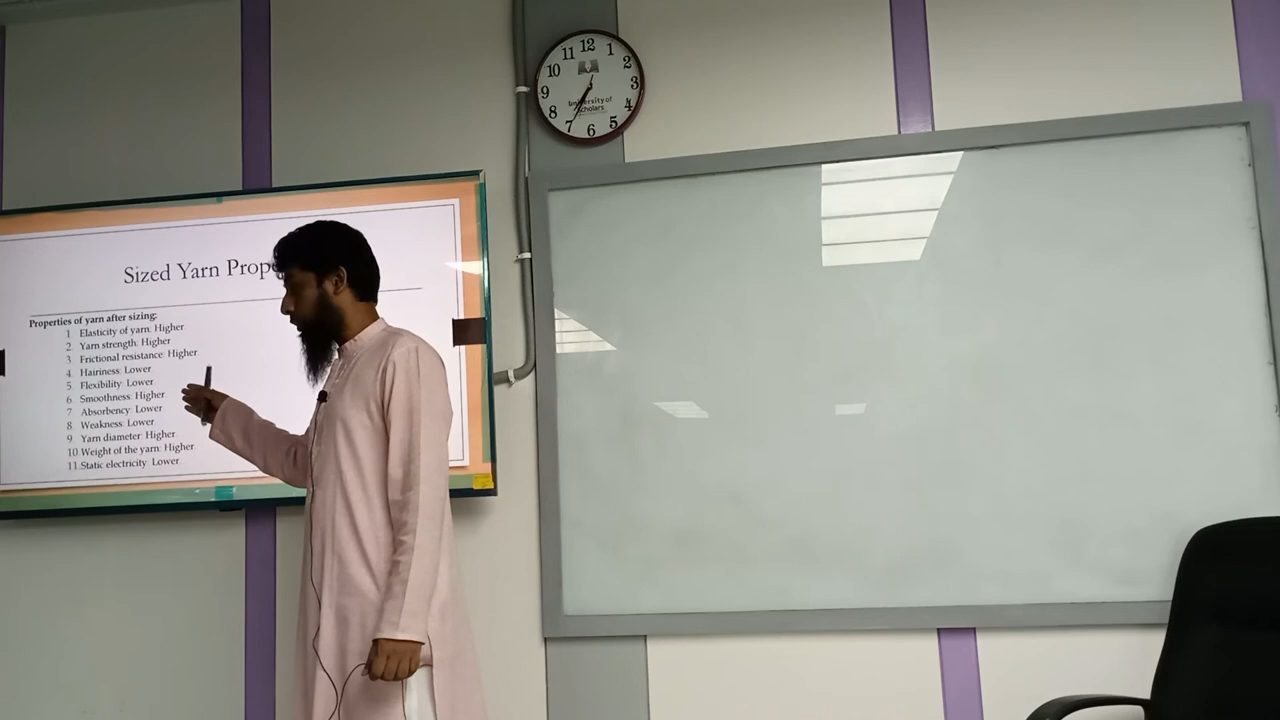 12
11 1
10 2
9 3
8 4
7 5
6
University of
Scholars
Sized Yarn
Properties of yarn after sizing:
1 Elasticity of yarn: Higher
2 Yarn strength: Higher
3 Frictional resistance: Higher
4 Hairiness: Lower
5 Flexibility: Lower
6 Smoothness: Higher
7 Absorbency: Lower
8 Weakness: Lower
9 Yarn diameter: Higher
10 Weight of the yarn: Higher
11 Static electricity: Lower